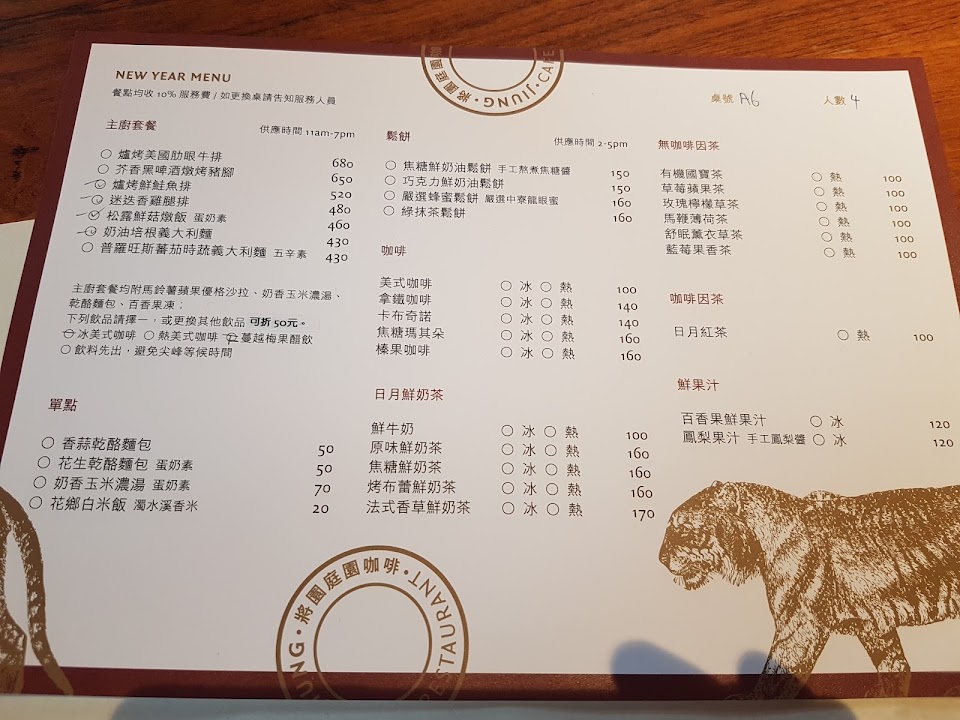 將園庭園咖啡·JIUNG·CAFE
NEW YEAR MENU
餐點均收 10% 服務費 / 如更換桌請告知服務人員
桌號 A6 人數 4
主廚套餐 供應時間 11am-7pm
爐烤美國肋眼牛排 680
芥香黑啤酒燉烤豬腳 650
爐烤鮮鮭魚排 520
迷迭香雞腿排 480
松露鮮菇燉飯 蛋奶素 460
奶油培根義大利麵 430
普羅旺斯蕃茄時蔬義大利麵 五辛素 430
主廚套餐均附馬鈴薯蘋果優格沙拉、奶香玉米濃湯、
乾酪麵包、百香果凍；
下列飲品請擇一，或更換其他飲品 可折 50元。
冰美式咖啡 熱美式咖啡 蔓越梅果醋飲
飲料先出，避免尖峰等候時間
單點
香蒜乾酪麵包 50
花生乾酪麵包 蛋奶素 50
奶香玉米濃湯 蛋奶素 70
花鄉白米飯 濁水溪香米 20
鬆餅 供應時間 2-5pm
焦糖鮮奶油鬆餅 手工熬煮焦糖醬 150
巧克力鮮奶油鬆餅 150
嚴選蜂蜜鬆餅 嚴選中寮龍眼蜜 160
綠抹茶鬆餅 160
咖啡
美式咖啡 冰 熱 100
拿鐵咖啡 冰 熱 140
卡布奇諾 冰 熱 140
焦糖瑪其朵 冰 熱 160
榛果咖啡 冰 熱 160
日月鮮奶茶
鮮牛奶 冰 熱 100
原味鮮奶茶 冰 熱 160
焦糖鮮奶茶 冰 熱 160
烤布蕾鮮奶茶 冰 熱 160
法式香草鮮奶茶 冰 熱 170
無咖啡因茶
有機國寶茶 熱 100
草莓蘋果茶 熱 100
玫瑰檸檬草茶 熱 100
馬鞭薄荷茶 熱 100
舒眠薰衣草茶 熱 100
藍莓果香茶 熱 100
咖啡因茶
日月紅茶 熱 100
鮮果汁
百香果鮮果汁 冰 120
鳳梨果汁 手工鳳梨醬 冰 120
JIUNG·將園庭園咖啡·RESTAURANT